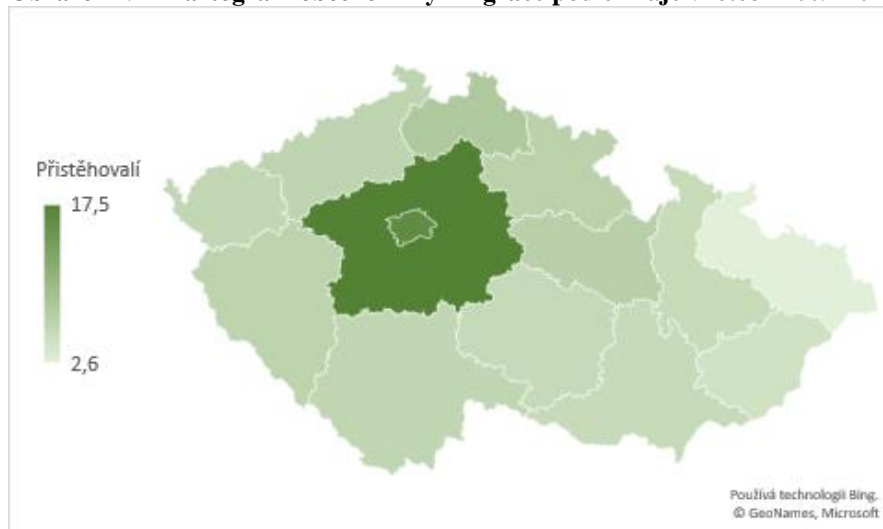 Přistěhovalí
17,5
2,6
Používá technologii Bing.
© GeoNames, Microsoft